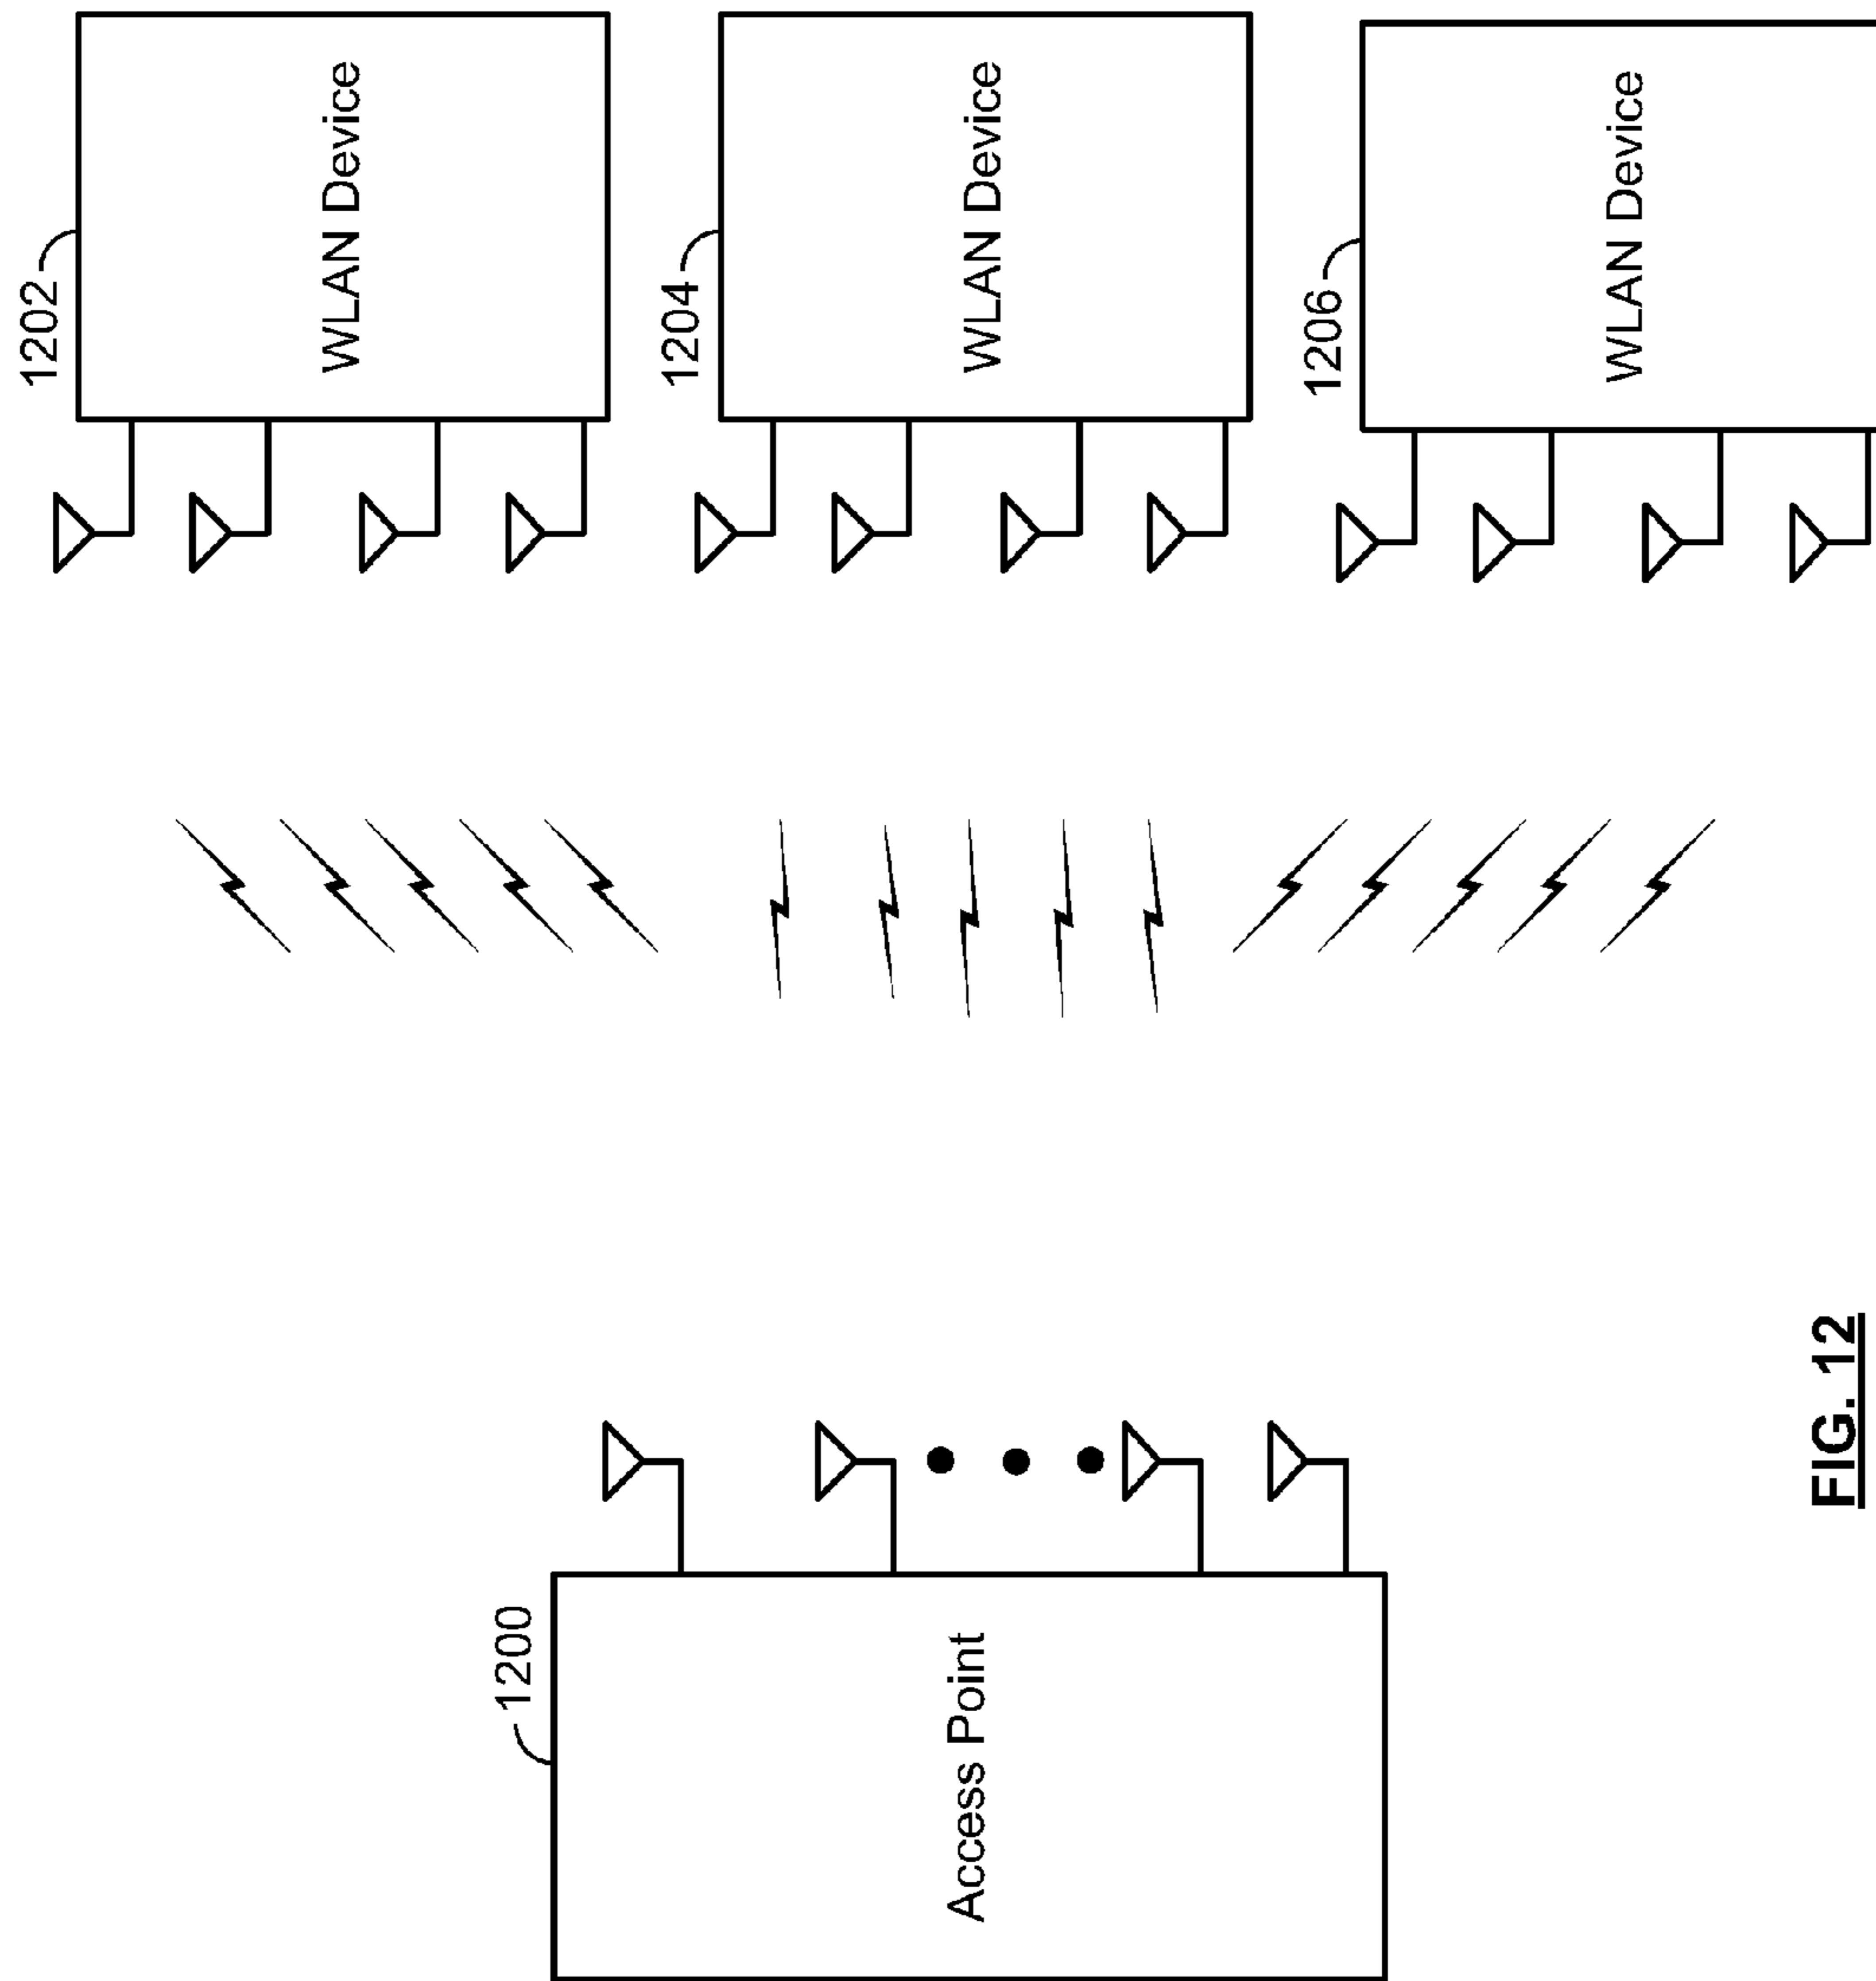 1202
WLAN Device
1204
WLAN Device
1206
WLAN Device
1200
Access Point
FIG. 12